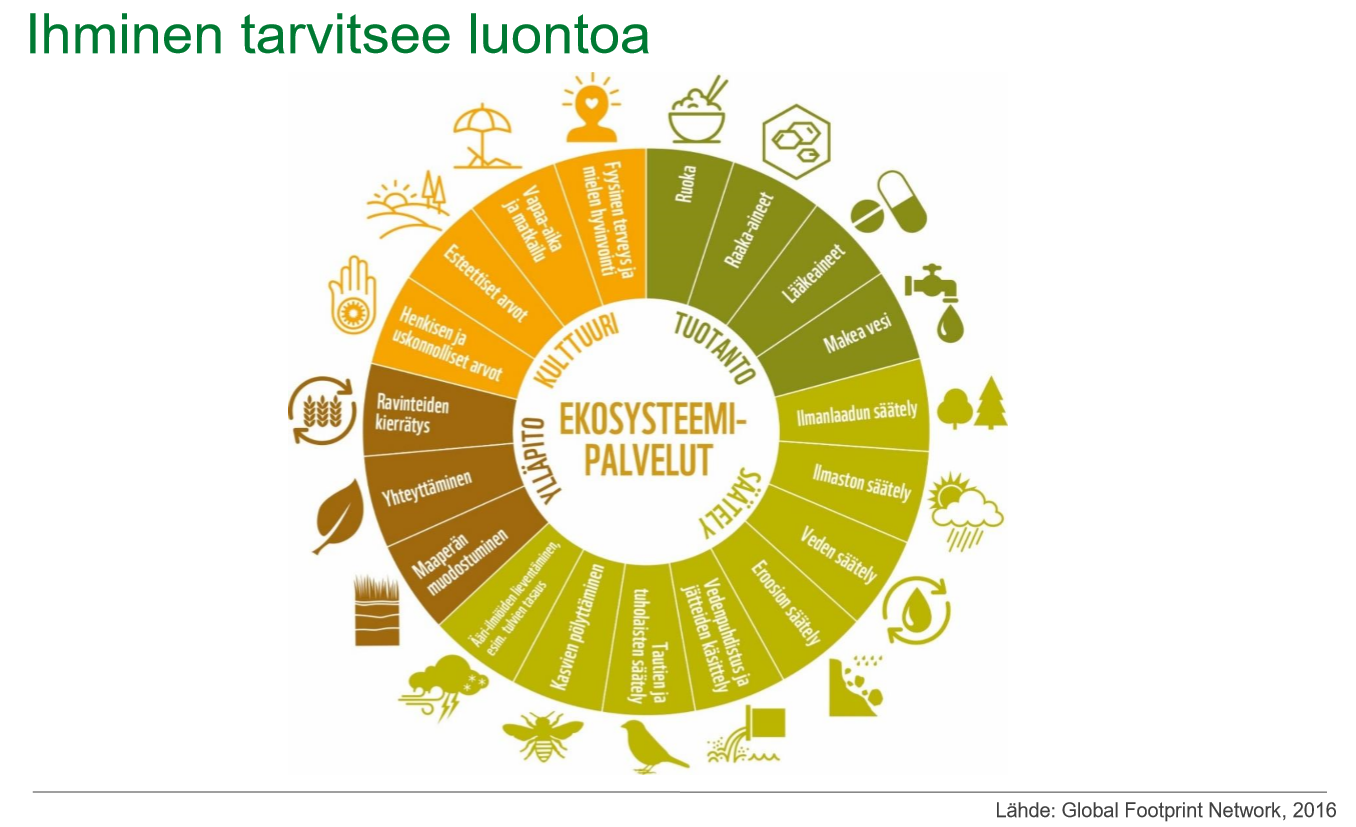 Ihminen tarvitsee luontoa
EKOSYSTEEMI-
PALVELUT
TUOTANTO
Ruoka
Raaka-aineet
Lääkeaineet
Makea vesi
SÄÄTELY
Ilmanlaadun säätely
Ilmaston säätely
Veden säätely
Eroosion säätely
Vedenpuhdistus ja
jätteiden käsittely
Tautien ja
tuholaisten säätely
Kasvien pölyttäminen
Ääri-ilmiöiden lieventäminen,
esim. tulvien tasaus
YLLÄPITO
Maaperän
muodostuminen
Yhteyttäminen
Ravinteiden
kierrätys
KULTTUURI
Henkisen ja
uskonnolliset arvot
Esteettiset arvot
Vapaa-aika
ja matkailu
Fyysinen terveys ja
mielen hyvinvointi
Lähde: Global Footprint Network, 2016